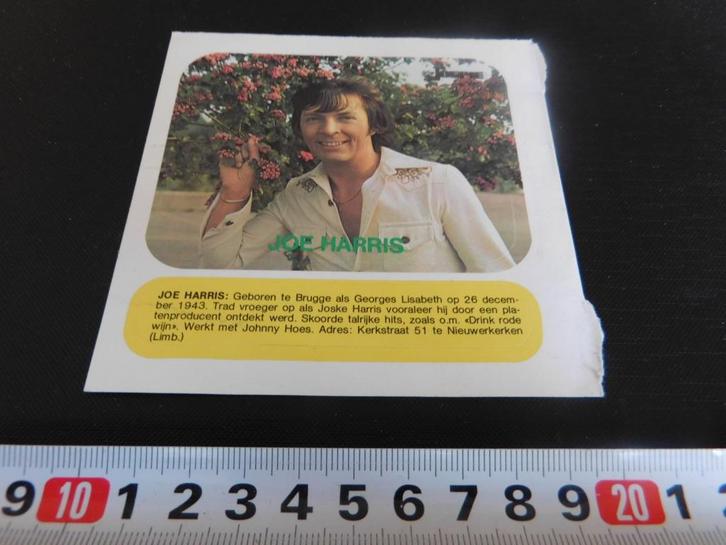 JOE HARRIS
JOE HARRIS: Geboren te Brugge als Georges Lisabeth op 26 decem-
ber 1943. Trad vroeger op als Joske Harris vooraleer hij door een pla-
tenproducent ontdekt werd. Skoorde talrijke hits, zoals o.m. «Drink rode
wijn». Werkt met Johnny Hoes. Adres: Kerkstraat 51 te Nieuwerkerken
(Limb.)
9 10 1 2 3 4 5 6 7 8 9 20 1